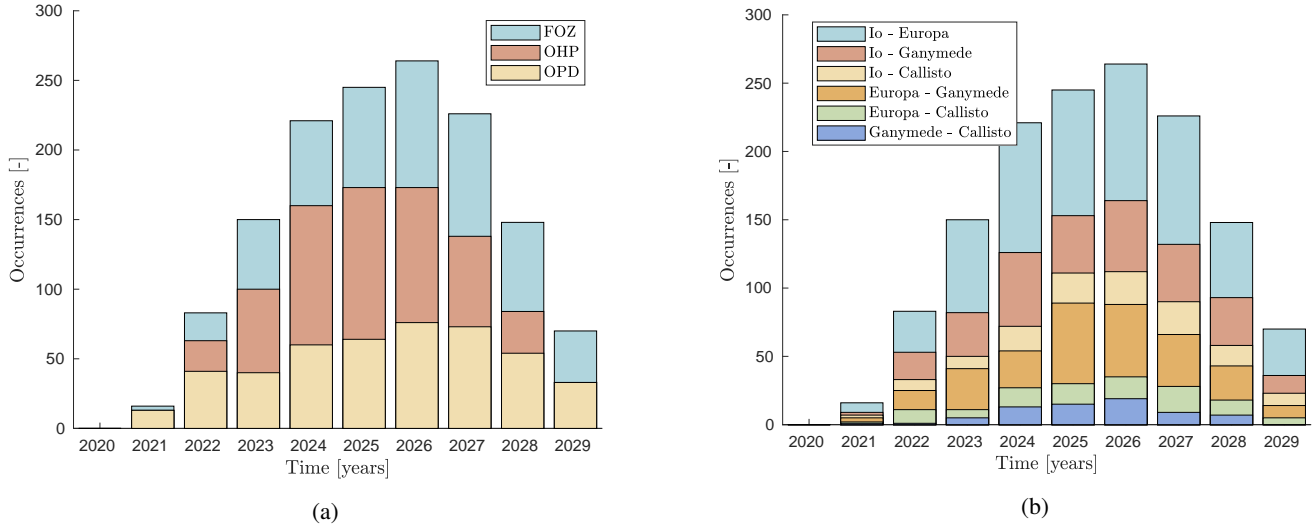 300
250
200
150
100
50
0
Occurrences [-]
FOZ
OHP
OPD
2020 2021 2022 2023 2024 2025 2026 2027 2028 2029
Time [years]
(a)
300
250
200
150
100
50
0
Occurrences [-]
Io - Europa
Io - Ganymede
Io - Callisto
Europa - Ganymede
Europa - Callisto
Ganymede - Callisto
2020 2021 2022 2023 2024 2025 2026 2027 2028 2029
Time [years]
(b)